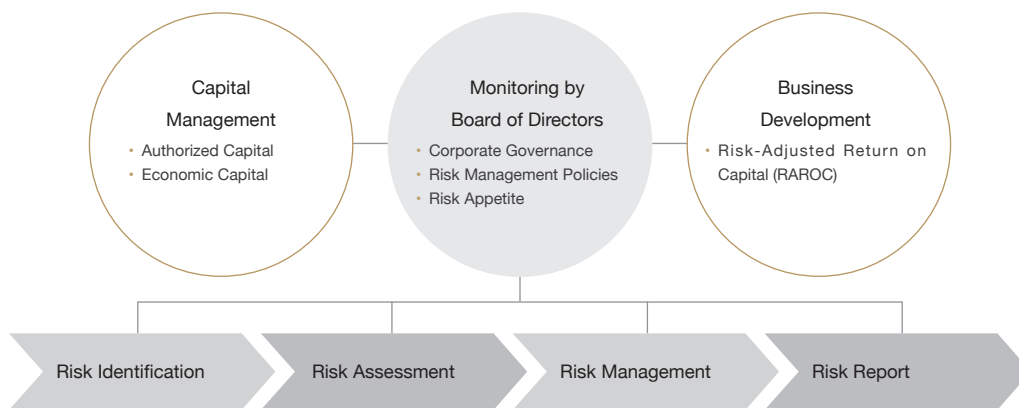 Capital
Management
• Authorized Capital
• Economic Capital
Monitoring by
Board of Directors
• Corporate Governance
• Risk Management Policies
• Risk Appetite
Business
Development
• Risk-Adjusted Return on
Capital (RAROC)
Risk Identification
Risk Assessment
Risk Management
Risk Report